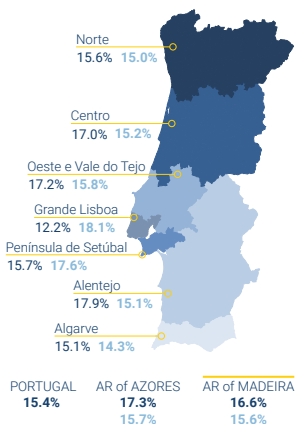 Norte
15.6% 15.0%
Centro
17.0% 15.2%
Oeste e Vale do Tejo
17.2% 15.8%
Grande Lisboa
12.2% 18.1%
Península de Setúbal
15.7% 17.6%
Alentejo
17.9% 15.1%
Algarve
15.1% 14.3%
PORTUGAL AR of AZORES AR of MADEIRA
15.4% 17.3% 16.6%
15.7% 15.6%